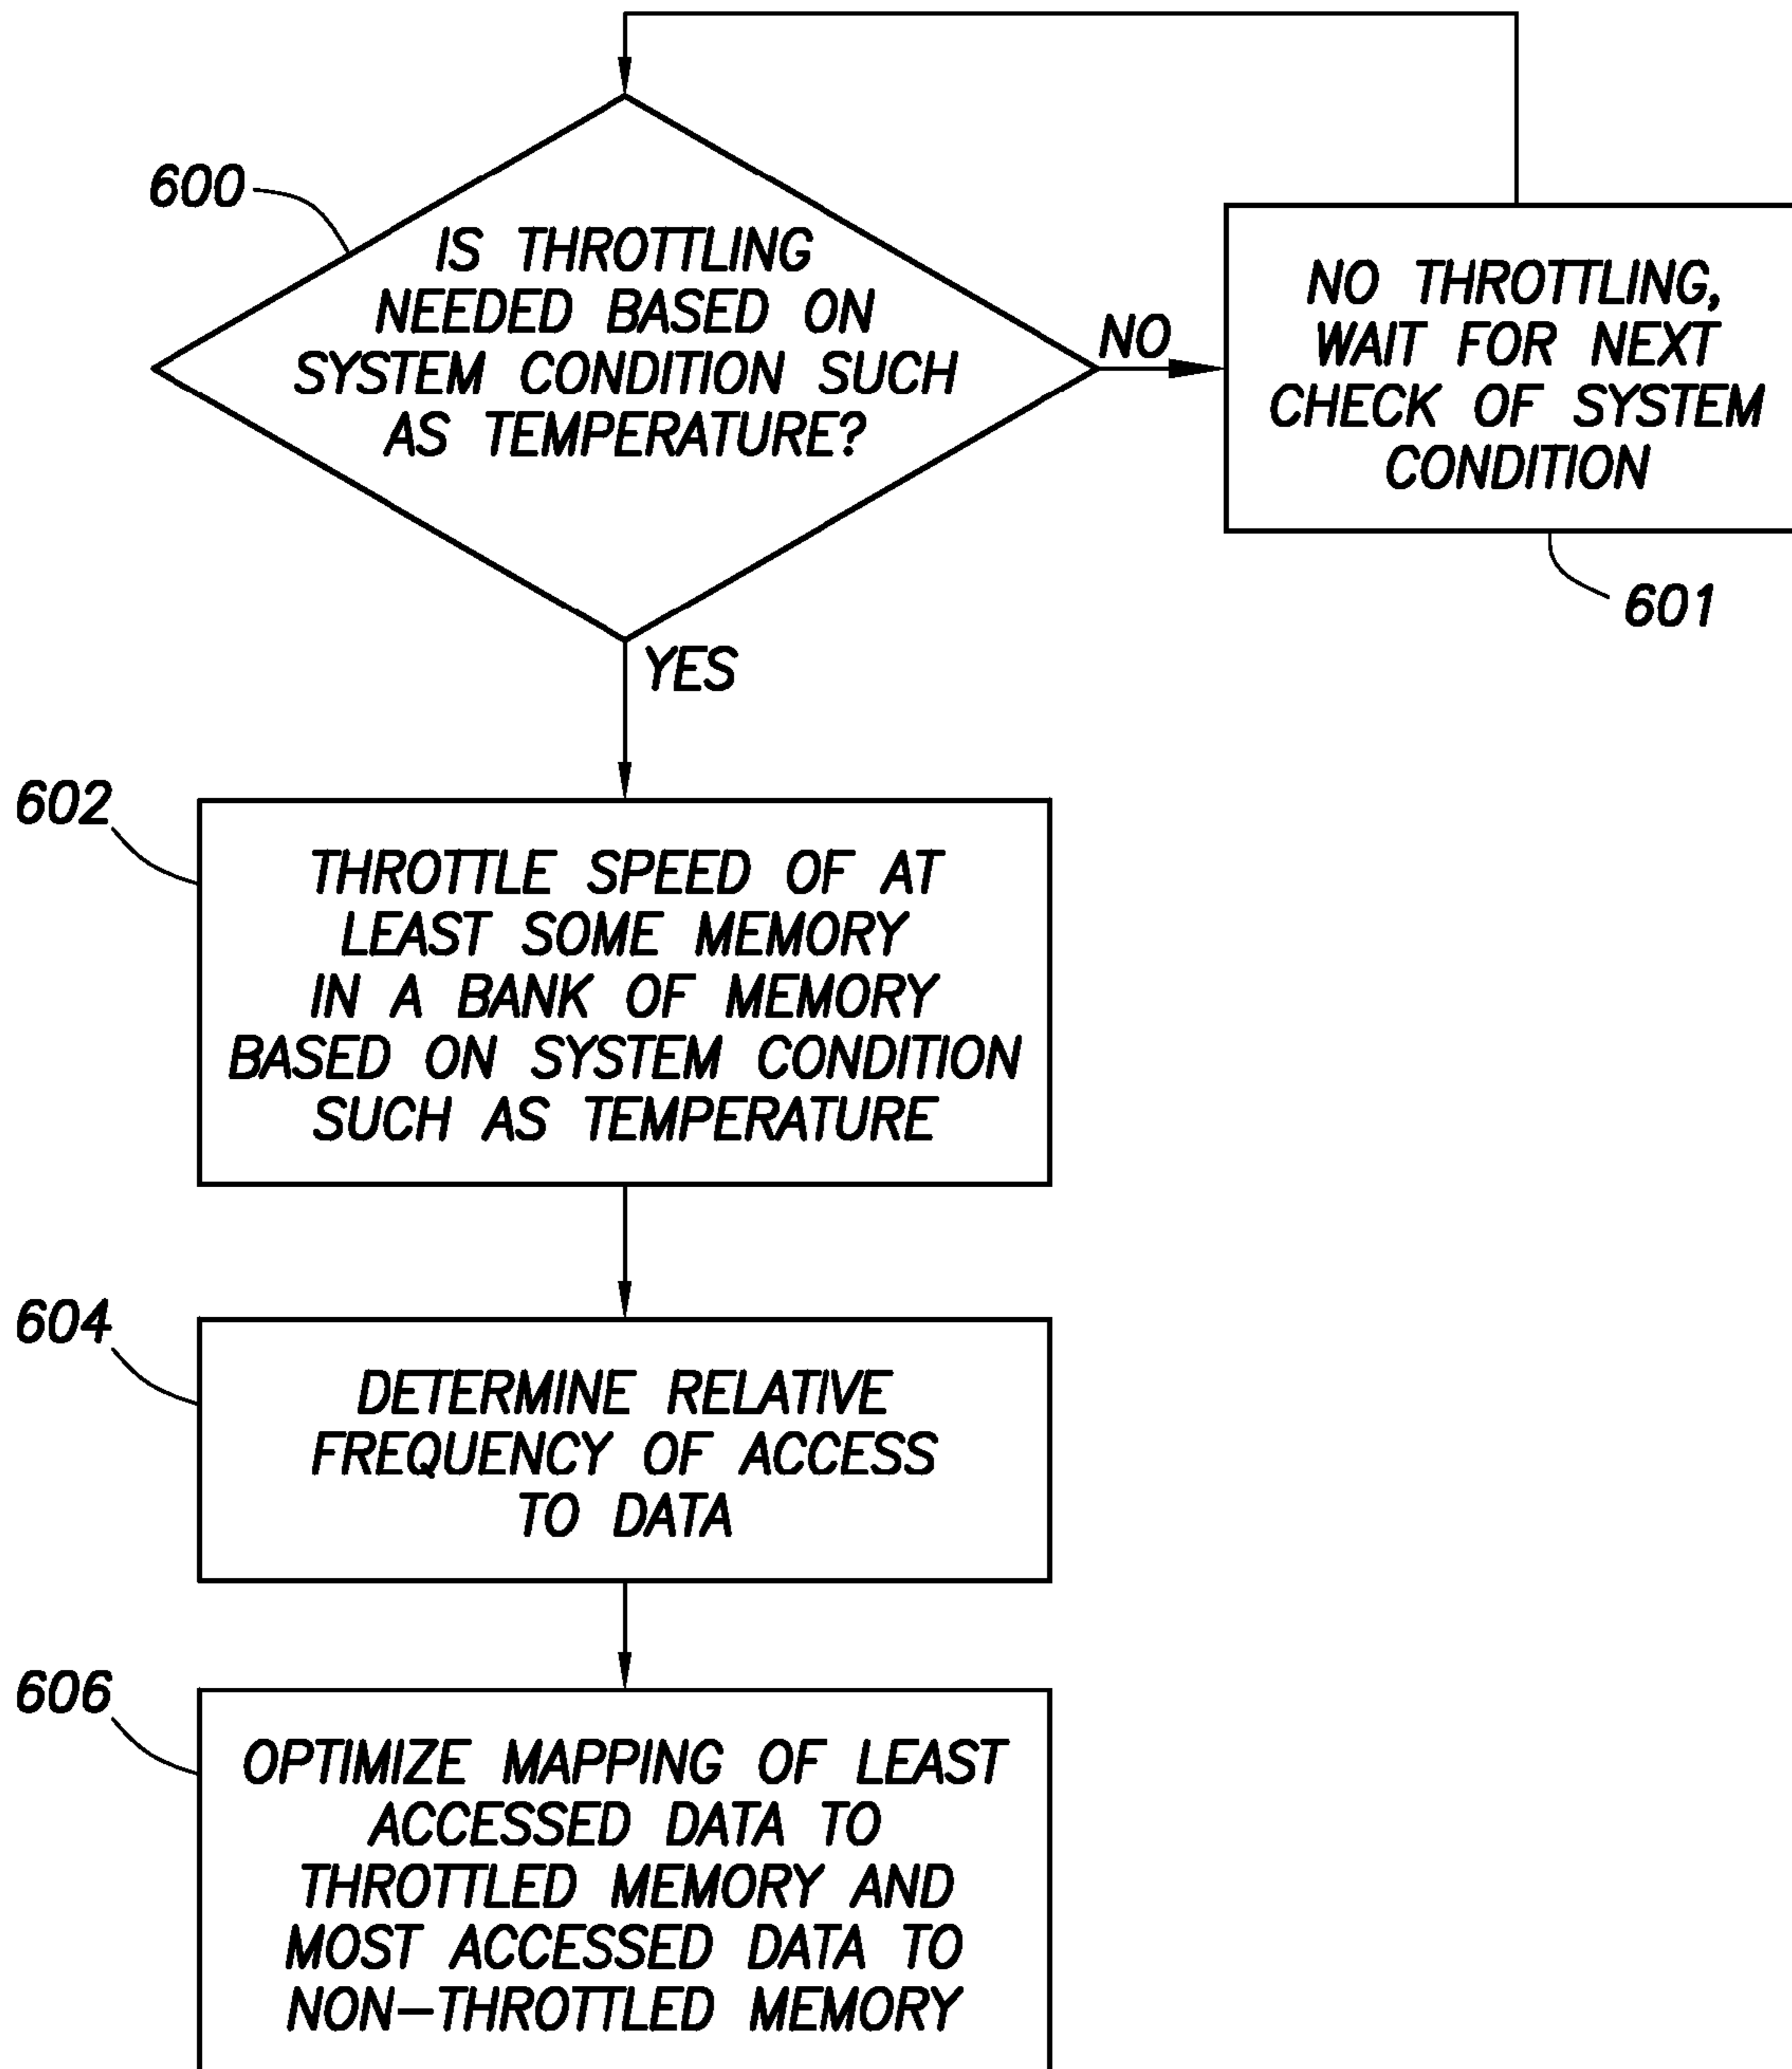 600
IS THROTTLING
NEEDED BASED ON
SYSTEM CONDITION SUCH
AS TEMPERATURE?
NO
NO THROTTLING,
WAIT FOR NEXT
CHECK OF SYSTEM
CONDITION
601
YES
602
THROTTLE SPEED OF AT
LEAST SOME MEMORY
IN A BANK OF MEMORY
BASED ON SYSTEM CONDITION
SUCH AS TEMPERATURE
604
DETERMINE RELATIVE
FREQUENCY OF ACCESS
TO DATA
606
OPTIMIZE MAPPING OF LEAST
ACCESSED DATA TO
THROTTLED MEMORY AND
MOST ACCESSED DATA TO
NON-THROTTLED MEMORY